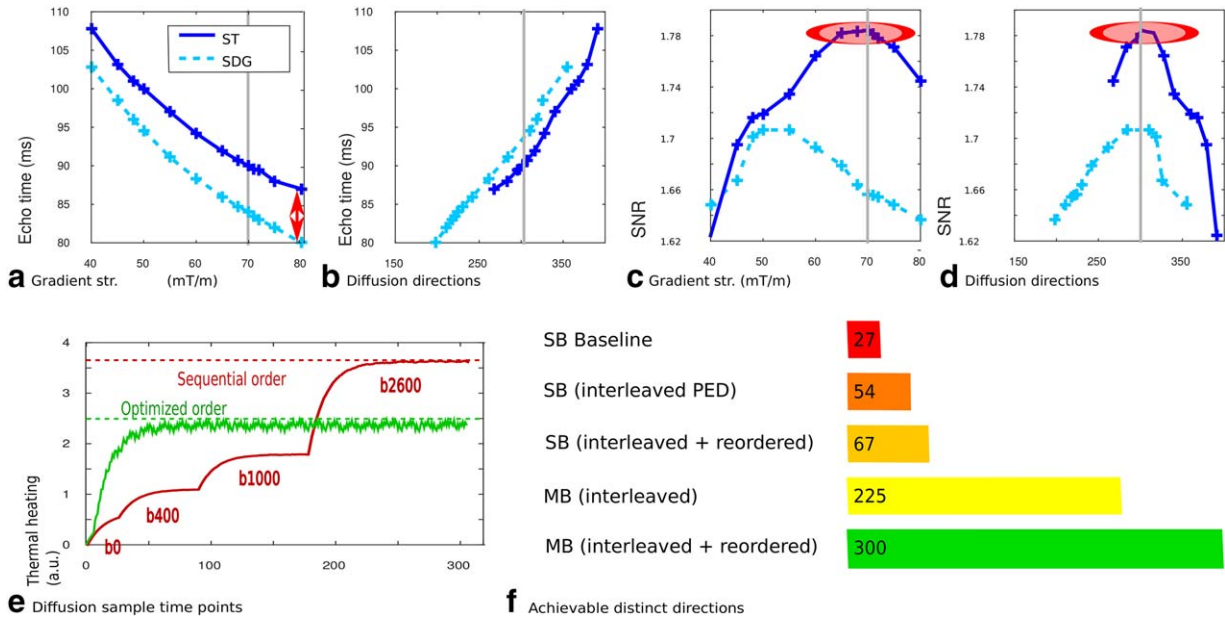 110
105
100
95
90
85
80
Echo time (ms)
ST
SDG
40 50 60 70 80
a Gradient str. (mT/m)
110
105
100
95
90
85
80
Echo time (ms)
150 250 350
b Diffusion directions
1.78
1.74
1.7
1.66
1.62
SNR
40 50 60 70 80
c Gradient str. (mT/m)
1.78
1.74
1.7
1.66
1.62
SNR
150 250 350
d Diffusion directions
4
3
2
1
0
Thermal heating
(a.u.)
Sequential order
b2600
Optimized order
b1000
b400
b0
0 100 200 300
e Diffusion sample time points
SB Baseline 27
SB (interleaved PED) 54
SB (interleaved + reordered) 67
MB (interleaved) 225
MB (interleaved + reordered) 300
f Achievable distinct directions